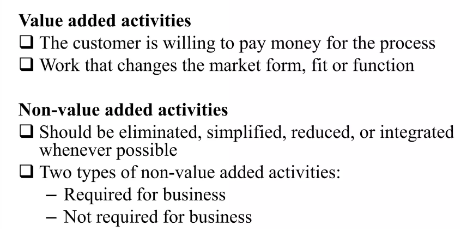 Value added activities
❑ The customer is willing to pay money for the process
❑ Work that changes the market form, fit or function
Non-value added activities
❑ Should be eliminated, simplified, reduced, or integrated
whenever possible
❑ Two types of non-value added activities:
– Required for business
– Not required for business